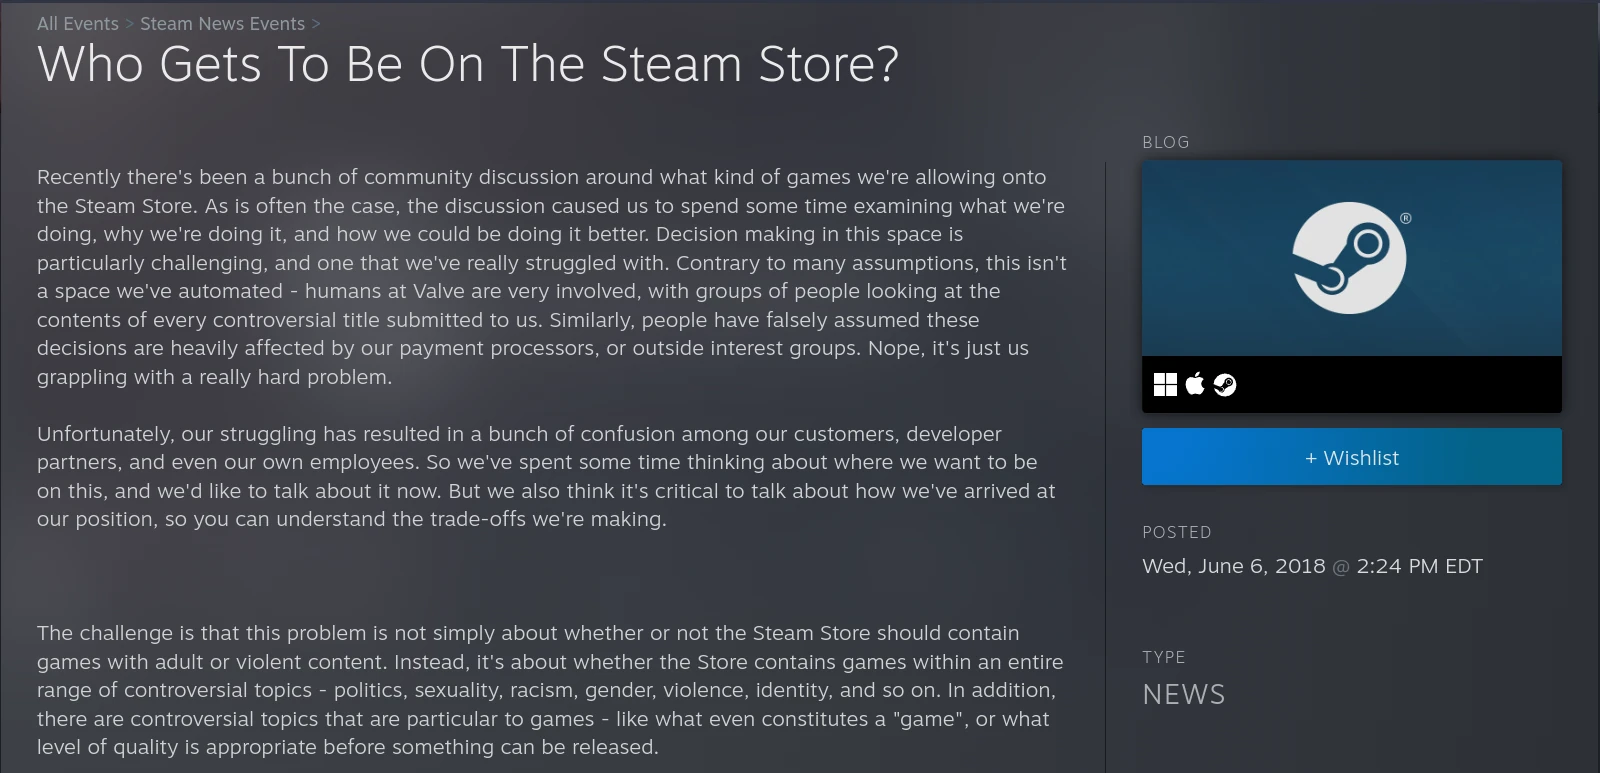 All Events > Steam News Events >
Who Gets To Be On The Steam Store?
Recently there's been a bunch of community discussion around what kind of games we're allowing onto
the Steam Store. As is often the case, the discussion caused us to spend some time examining what we're
doing, why we're doing it, and how we could be doing it better. Decision making in this space is
particularly challenging, and one that we've really struggled with. Contrary to many assumptions, this isn't
a space we've automated - humans at Valve are very involved, with groups of people looking at the
contents of every controversial title submitted to us. Similarly, people have falsely assumed these
decisions are heavily affected by our payment processors, or outside interest groups. Nope, it's just us
grappling with a really hard problem.
Unfortunately, our struggling has resulted in a bunch of confusion among our customers, developer
partners, and even our own employees. So we've spent some time thinking about where we want to be
on this, and we'd like to talk about it now. But we also think it's critical to talk about how we've arrived at
our position, so you can understand the trade-offs we're making.
The challenge is that this problem is not simply about whether or not the Steam Store should contain
games with adult or violent content. Instead, it's about whether the Store contains games within an entire
range of controversial topics - politics, sexuality, racism, gender, violence, identity, and so on. In addition,
there are controversial topics that are particular to games - like what even constitutes a "game", or what
level of quality is appropriate before something can be released.
BLOG
®
+ Wishlist
POSTED
Wed, June 6, 2018 @ 2:24 PM EDT
TYPE
NEWS